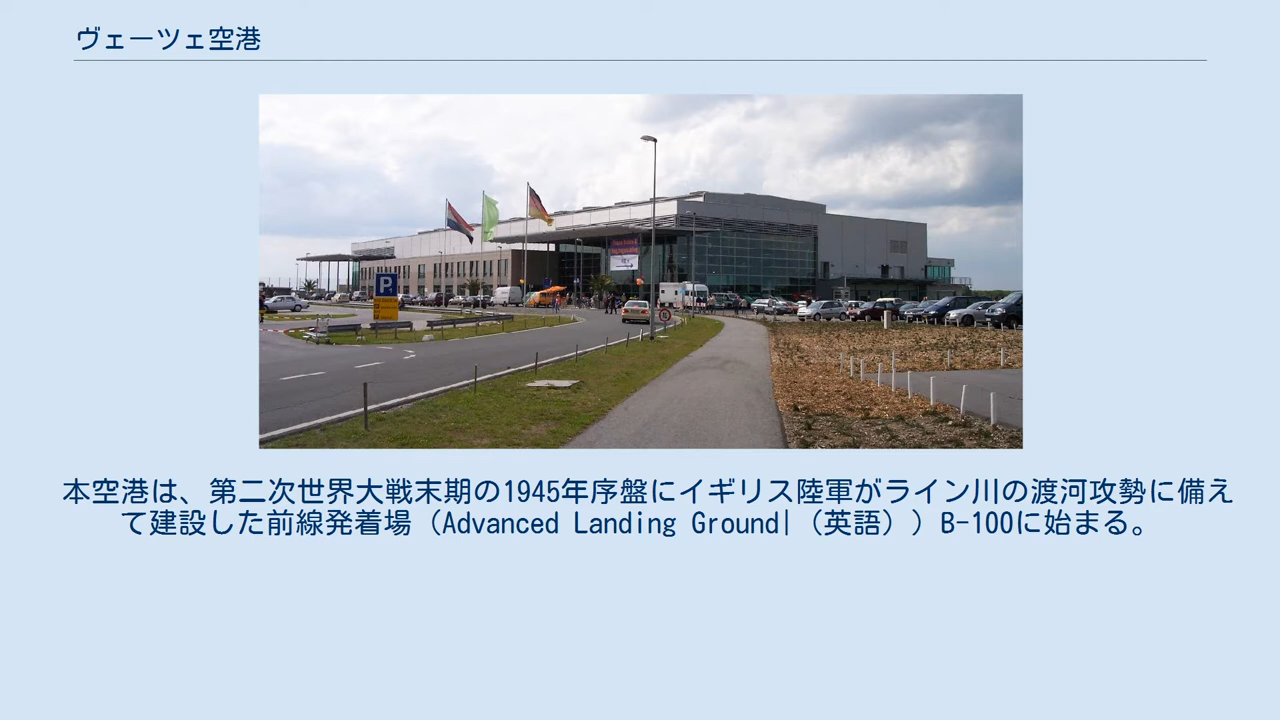 ヴェーツェ空港
P
本空港は、第二次世界大戦末期の1945年序盤にイギリス陸軍がライン川の渡河攻勢に備え
て建設した前線発着場（Advanced Landing Ground|（英語））B-100に始まる。